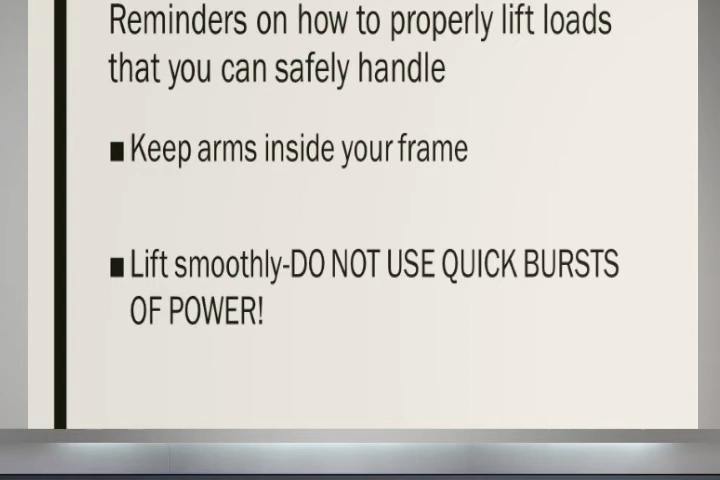 Reminders on how to properly lift loads
that you can safely handle
■ Keep arms inside your frame
■ Lift smoothly-DO NOT USE QUICK BURSTS
OF POWER!